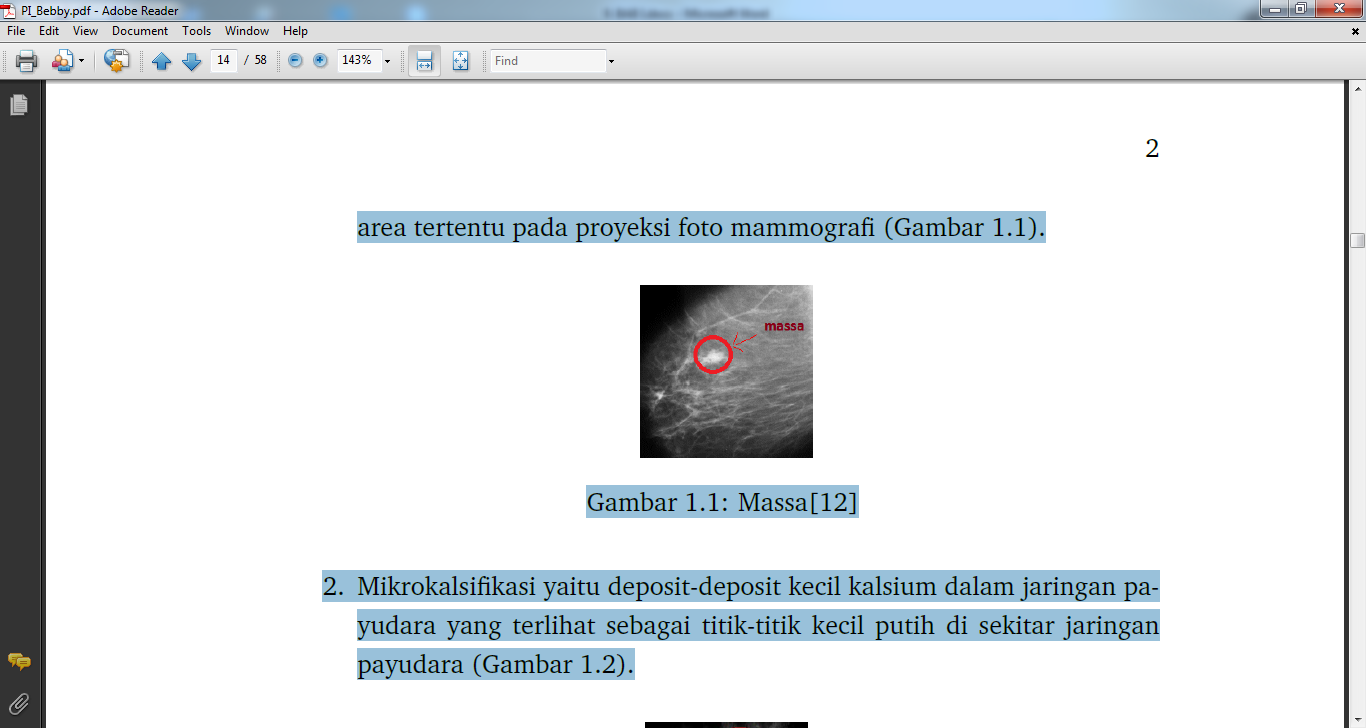 PI_Bebby.pdf - Adobe Reader
File Edit View Document Tools Window Help
14 / 58 143% Find
2
area tertentu pada proyeksi foto mammografi (Gambar 1.1).
massa
Gambar 1.1: Massa[12]
2. Mikrokalsifikasi yaitu deposit-deposit kecil kalsium dalam jaringan pa-
yudara yang terlihat sebagai titik-titik kecil putih di sekitar jaringan
payudara (Gambar 1.2).